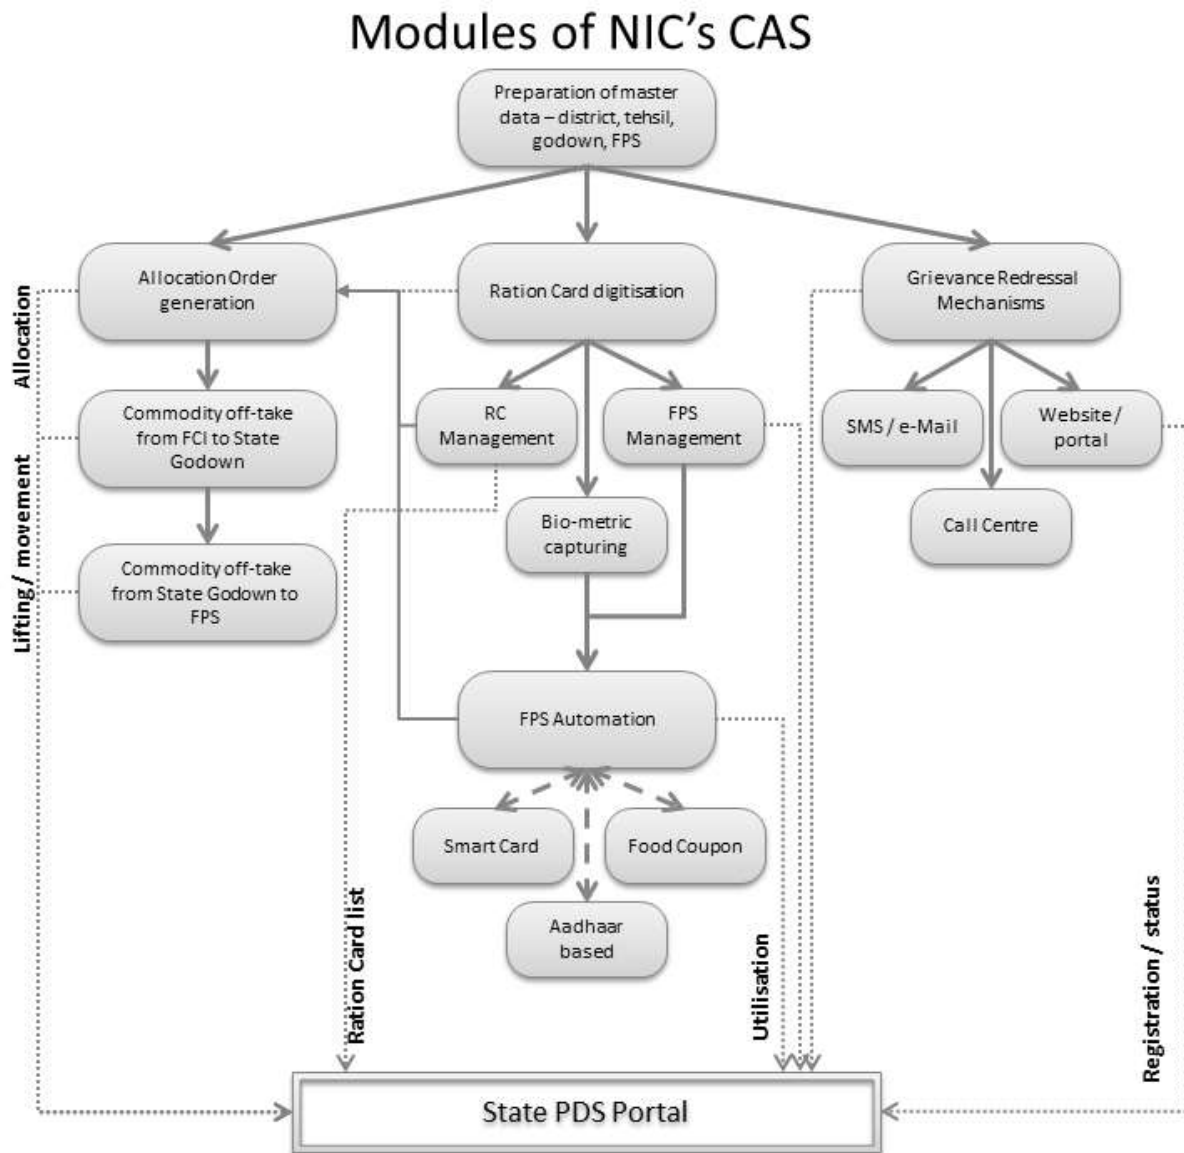 Modules of NIC's CAS
Preparation of master
data – district, tehsil,
godown, FPS
Allocation Order
generation
Ration Card digitisation
Grievance Redressal
Mechanisms
Allocation
Commodity off-take
from FCI to State
Godown
RC
Management
FPS
Management
SMS / e-Mail
Website /
portal
Bio-metric
capturing
Call Centre
Lifting / movement
Commodity off-take
from State Godown to
FPS
FPS Automation
Smart Card
Food Coupon
Aadhaar
based
Ration Card list
Utilisation
Registration / status
State PDS Portal